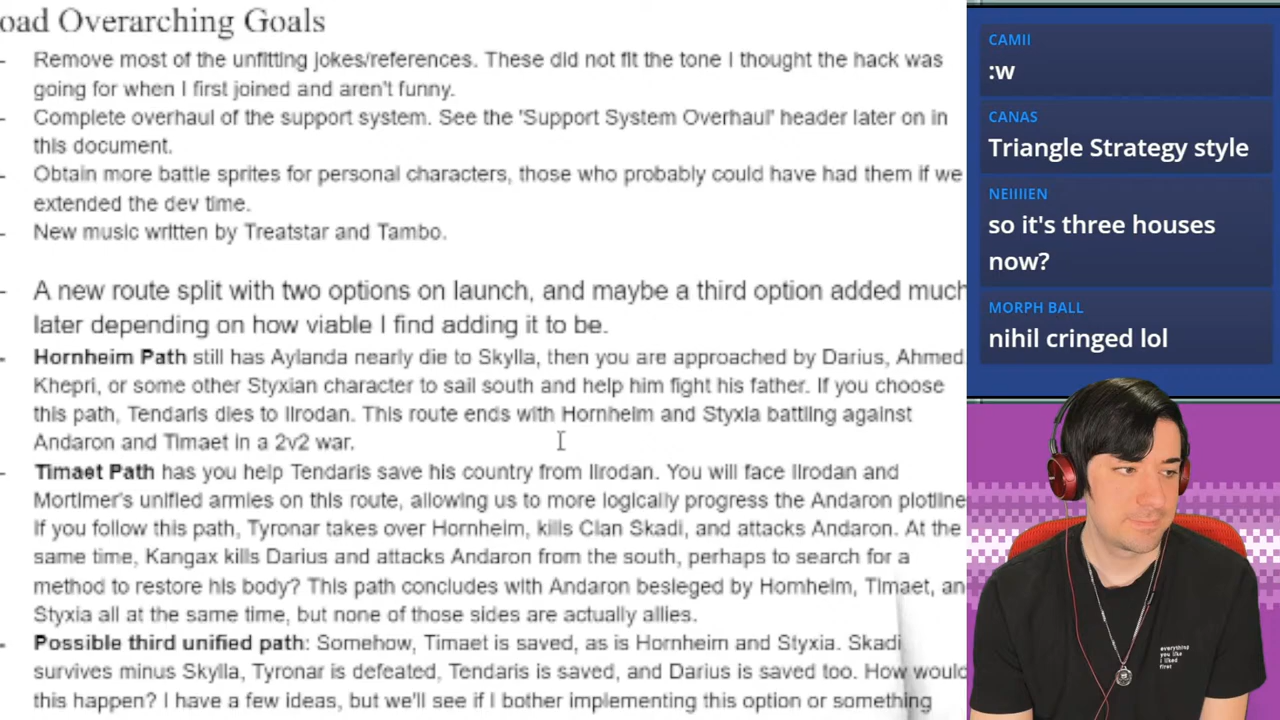 oad Overarching Goals
- Remove most of the unfitting jokes/references. These did not fit the tone I thought the hack was
going for when I first joined and aren't funny.
- Complete overhaul of the support system. See the 'Support System Overhaul' header later on in
this document.
- Obtain more battle sprites for personal characters, those who probably could have had them if we
extended the dev time.
- New music written by Treatstar and Tambo.
- A new route split with two options on launch, and maybe a third option added much
later depending on how viable I find adding it to be.
- Hornheim Path still has Aylanda nearly die to Skylla, then you are approached by Darius, Ahmed
Khepri, or some other Styxian character to sail south and help him fight his father. If you choose
this path, Tendaris dies to Ilrodan. This route ends with Hornheim and Styxia battling against
Andaron and Timaet in a 2v2 war.
- Timaet Path has you help Tendaris save his country from Ilrodan. You will face Ilrodan and
Mortimer's unified armies on this route, allowing us to more logically progress the Andaron plotline
If you follow this path, Tyronar takes over Hornheim, kills Clan Skadi, and attacks Andaron. At the
same time, Kangax kills Darius and attacks Andaron from the south, perhaps to search for a
method to restore his body? This path concludes with Andaron besieged by Hornheim, Timaet, an
Styxia all at the same time, but none of those sides are actually allies.
- Possible third unified path: Somehow, Timaet is saved, as is Hornheim and Styxia. Skadi
survives minus Skylla, Tyronar is defeated, Tendaris is saved, and Darius is saved too. How would
this happen? I have a few ideas, but we'll see if I bother implementing this option or something
CAMII
:w
CANAS
Triangle Strategy style
NEIIIIEN
so it's three houses
now?
MORPH BALL
nihil cringed lol
everything
you like
I liked
first